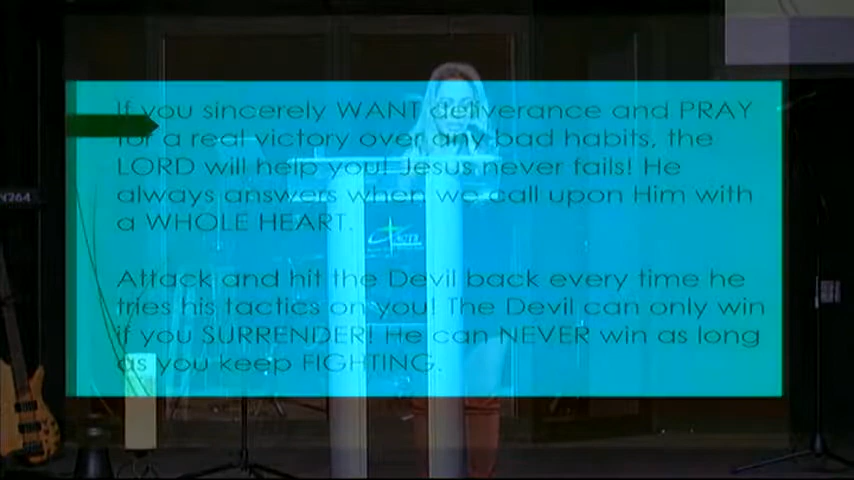 If you sincerely WANT deliverance and PRAY
for a real victory over any bad habits, the
LORD will help you! Jesus never fails! He
always answers when we call upon Him with
a WHOLE HEART.
Attack and hit the Devil back every time he
tries his tactics on you! The Devil can only win
if you SURRENDER! He can NEVER win as long
as you keep FIGHTING.